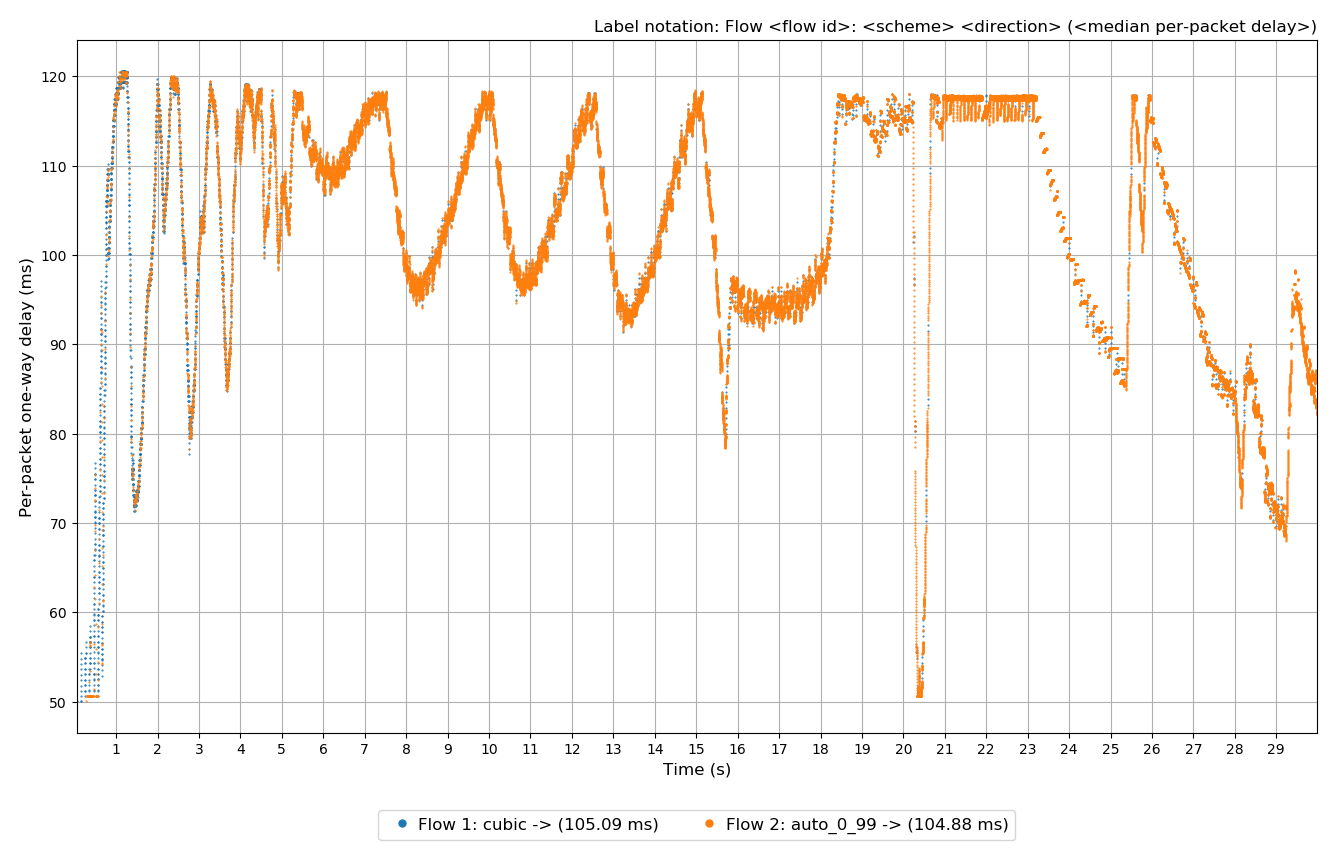 Label notation: Flow <flow id>: <scheme> <direction> (<median per-packet delay>)
Per-packet one-way delay (ms)
120
110
100
90
80
70
60
50
1 2 3 4 5 6 7 8 9 10 11 12 13 14 15 16 17 18 19 20 21 22 23 24 25 26 27 28 29
Time (s)
Flow 1: cubic -> (105.09 ms) Flow 2: auto_0_99 -> (104.88 ms)